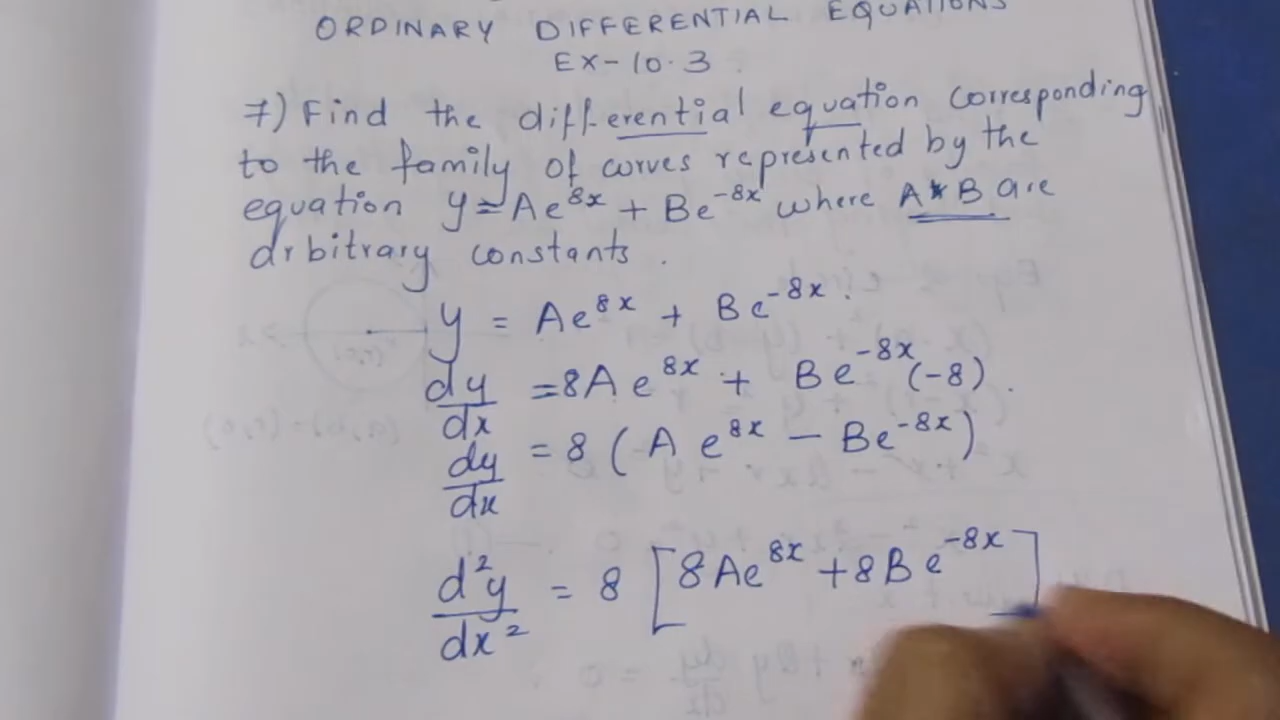 ORDINARY DIFFERENTIAL EQUATIONS
EX-10.3
7) Find the differential equation corresponding
to the family of curves represented by the
equation y = Ae^{8x} + Be^{-8x} where A & B are
arbitrary constants.
y = Ae^{8x} + Be^{-8x}.
dy/dx = 8Ae^{8x} + Be^{-8x}(-8).
dy/dx = 8 (A e^{8x} - Be^{-8x})
d²y/dx² = 8 [8Ae^{8x} + 8Be^{-8x}]